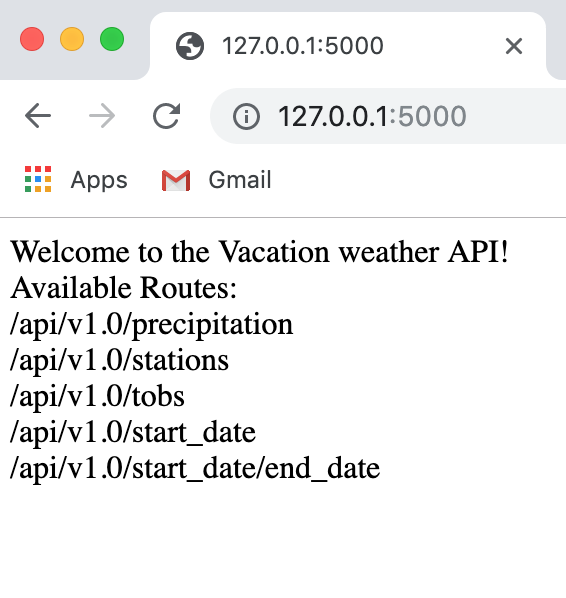 127.0.0.1:5000
127.0.0.1:5000
Apps Gmail
Welcome to the Vacation weather API!
Available Routes:
/api/v1.0/precipitation
/api/v1.0/stations
/api/v1.0/tobs
/api/v1.0/start_date
/api/v1.0/start_date/end_date